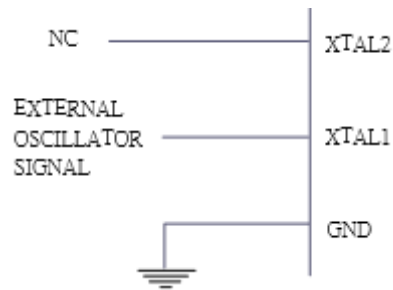 NC
XTAL2
EXTERNAL
OSCILLATOR
SIGNAL
XTAL1
GND